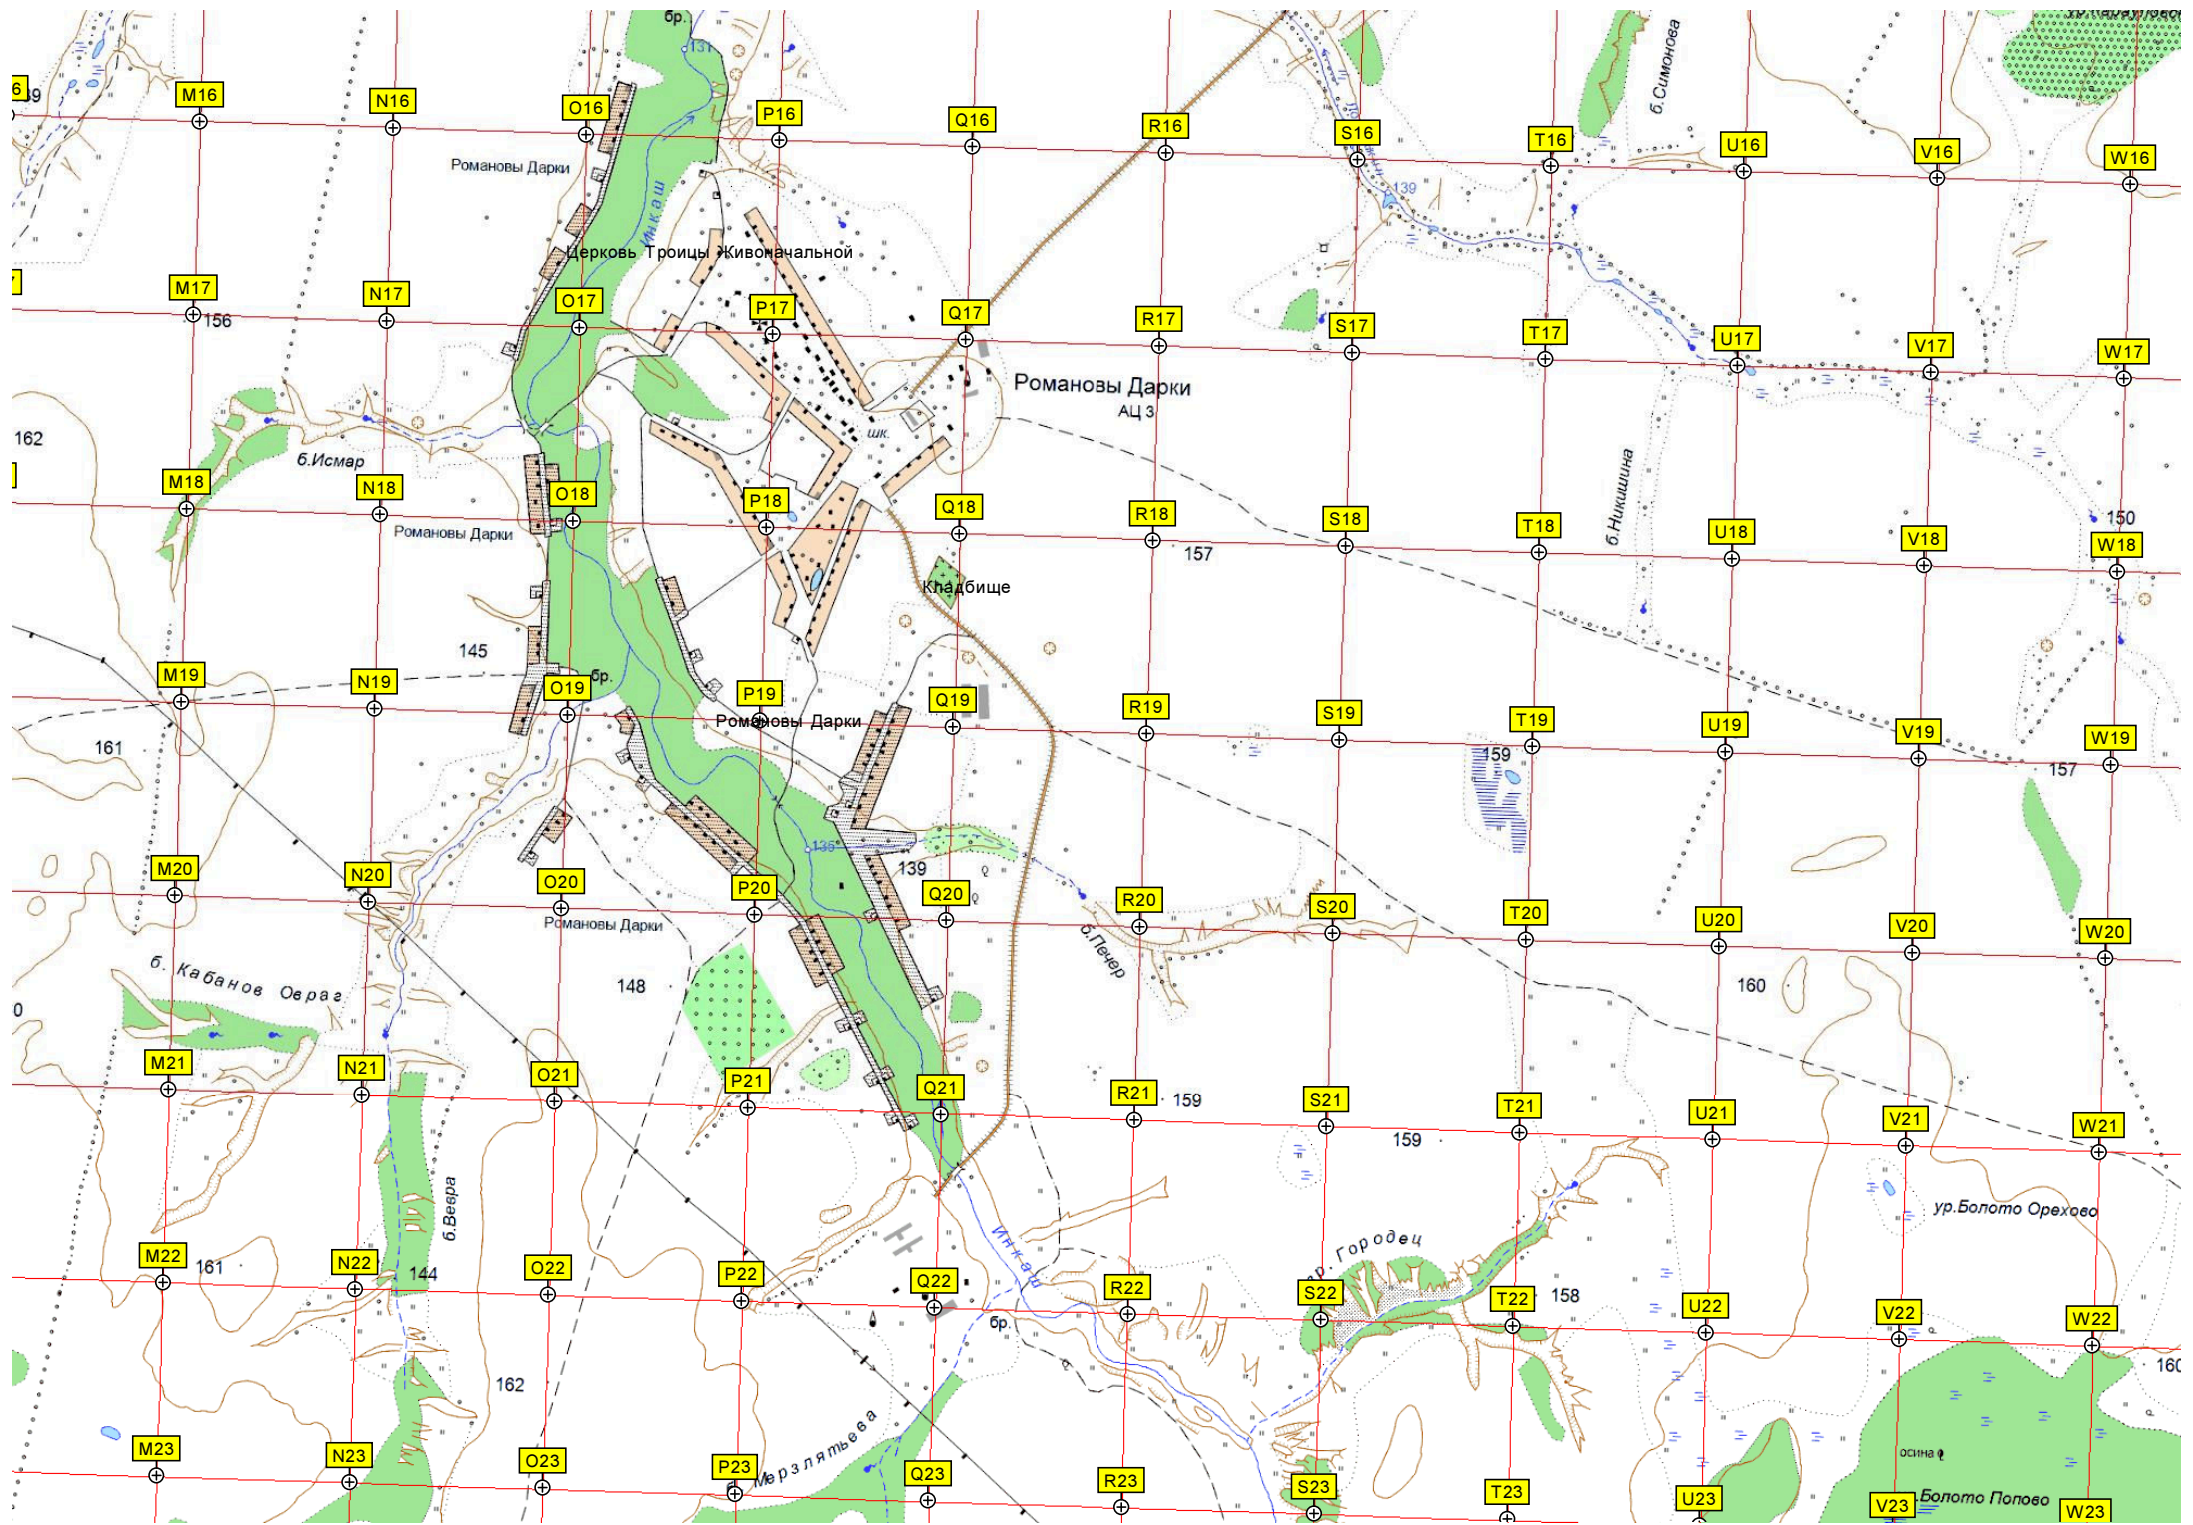 бр.
131
б.Симонова
M16
N16
O16
P16
Q16
R16
S16
T16
U16
V16
W16
Романовы Дарки
Инкаш
139
Церковь Троицы Живоначальной
M17
N17
O17
P17
Q17
R17
S17
T17
U17
V17
W17
156
Романовы Дарки
АЦ 3
162
шк.
б.Исмар
б.Никишина
M18
N18
O18
P18
Q18
R18
S18
T18
U18
V18
W18
150
Романовы Дарки
157
Кладбище
145
бр.
M19
N19
O19
P19
Q19
R19
S19
T19
U19
V19
W19
Романовы Дарки
161
159
157
135
139
M20
N20
O20
P20
Q20
R20
S20
T20
U20
V20
W20
Романовы Дарки
б.Печер
б. Кабанов Овраг
148
160
M21
N21
O21
P21
Q21
R21
S21
T21
U21
V21
W21
159
159
б.Вевра
ур.Болото Орехово
Инкаш
ур. Городец
M22
N22
O22
P22
Q22
R22
S22
T22
U22
V22
W22
161
144
158
бр.
160
162
Мерзлятьева
осина
M23
N23
O23
P23
Q23
R23
S23
T23
U23
V23
W23
.Болото Попово